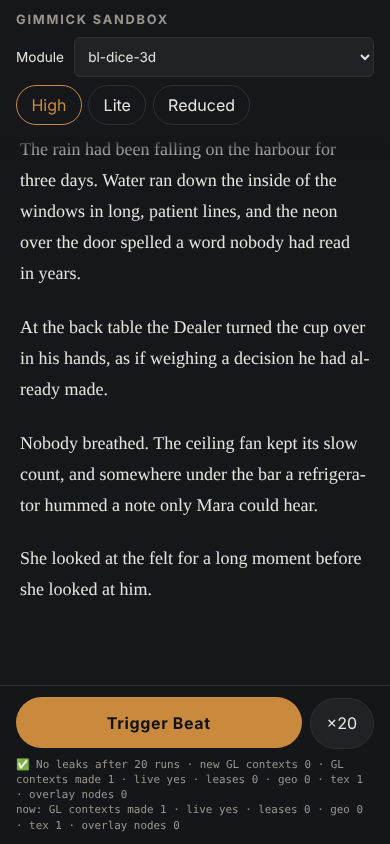 GIMMICK SANDBOX
Module
bl-dice-3d
High
Lite
Reduced
The rain had been falling on the harbour for
three days. Water ran down the inside of the
windows in long, patient lines, and the neon
over the door spelled a word nobody had read
in years.
At the back table the Dealer turned the cup over
in his hands, as if weighing a decision he had al-
ready made.
Nobody breathed. The ceiling fan kept its slow
count, and somewhere under the bar a refrigera-
tor hummed a note only Mara could hear.
She looked at the felt for a long moment before
she looked at him.
Trigger Beat
×20
✅ No leaks after 20 runs · new GL contexts 0 · GL
contexts made 1 · live yes · leases 0 · geo 0 · tex 1
· overlay nodes 0
now: GL contexts made 1 · live yes · leases 0 · geo 0
· tex 1 · overlay nodes 0